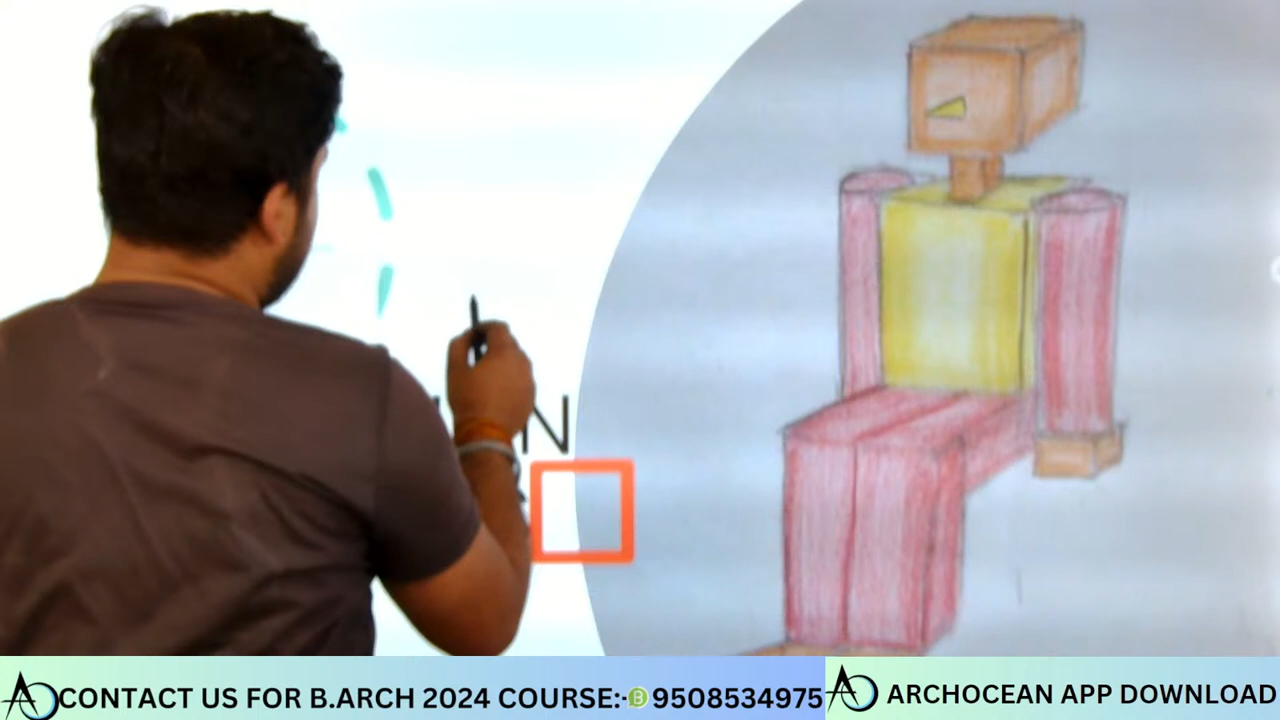 N
CONTACT US FOR B.ARCH 2024 COURSE:- 9508534975
ARCHOCEAN APP DOWNLOAD